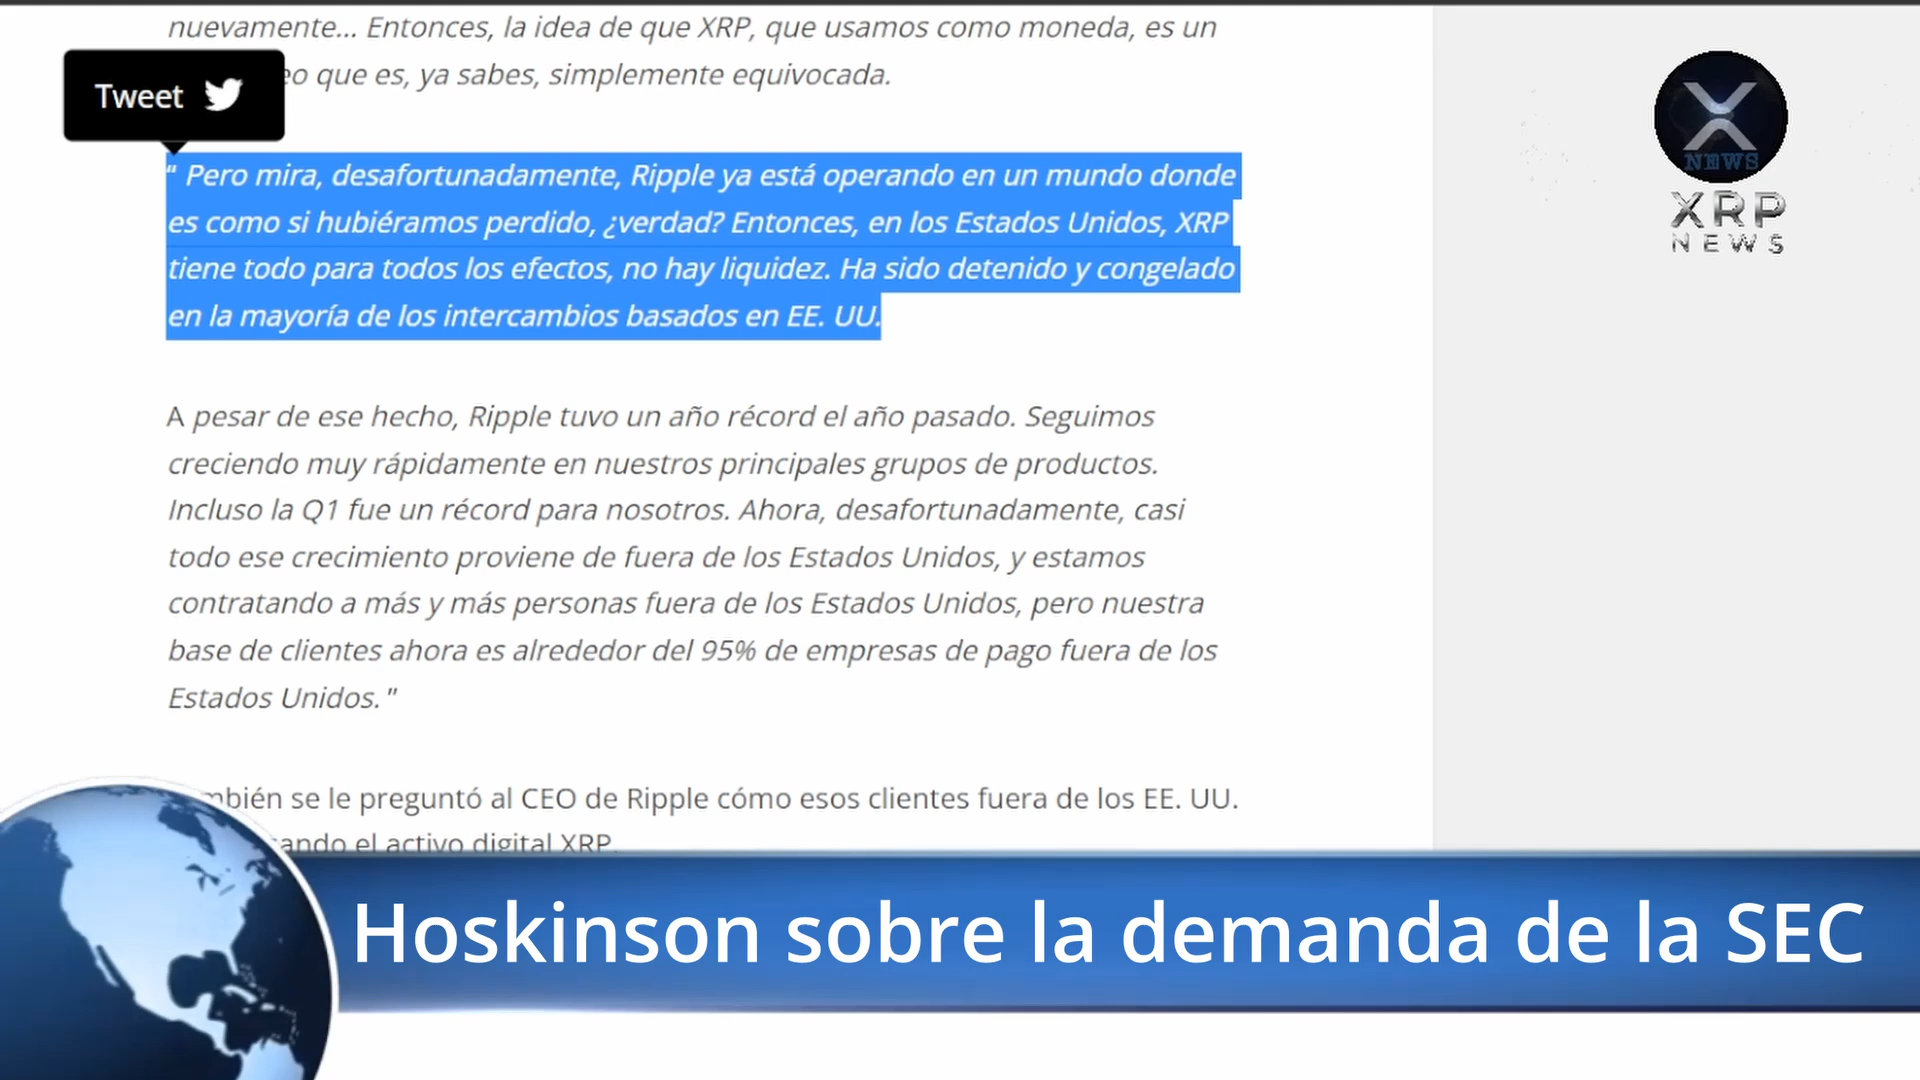 nuevamente... Entonces, la idea de que XRP, que usamos como moneda, es un
que es, ya sabes, simplemente equivocada.
Tweet
“ Pero mira, desafortunadamente, Ripple ya está operando en un mundo donde
es como si hubiéramos perdido, ¿verdad? Entonces, en los Estados Unidos, XRP
tiene todo para todos los efectos, no hay liquidez. Ha sido detenido y congelado
en la mayoría de los intercambios basados en EE. UU.
A pesar de ese hecho, Ripple tuvo un año récord el año pasado. Seguimos
creciendo muy rápidamente en nuestros principales grupos de productos.
Incluso la Q1 fue un récord para nosotros. Ahora, desafortunadamente, casi
todo ese crecimiento proviene de fuera de los Estados Unidos, y estamos
contratando a más y más personas fuera de los Estados Unidos, pero nuestra
base de clientes ahora es alrededor del 95% de empresas de pago fuera de los
Estados Unidos. "
se le preguntó al CEO de Ripple cómo esos clientes fuera de los EE. UU.
el activo digital XRP.
NEWS
XRP
NEWS
Hoskinson sobre la demanda de la SEC